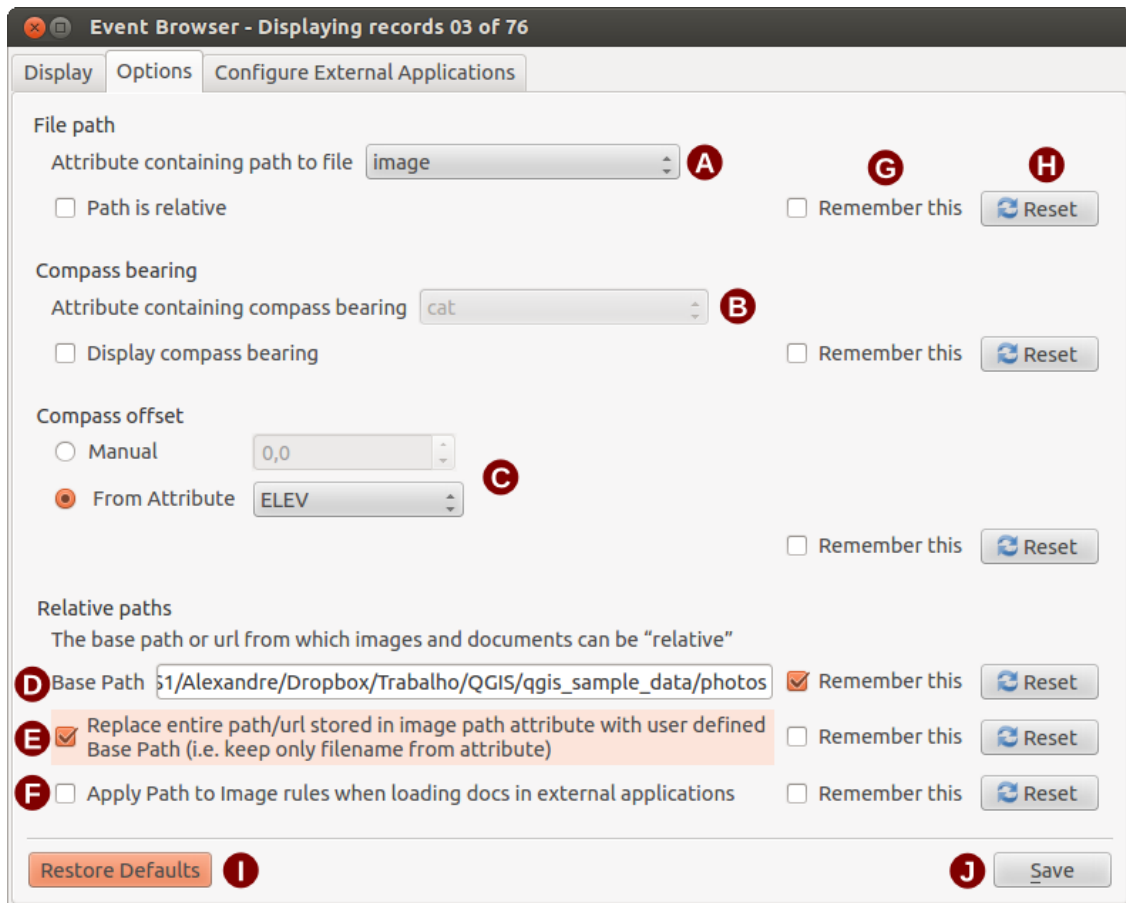 Event Browser - Displaying records 03 of 76
Display Options Configure External Applications
File path
Attribute containing path to file image A G H
Path is relative Remember this Reset
Compass bearing
Attribute containing compass bearing cat B
Display compass bearing Remember this Reset
Compass offset
Manual 0,0
C
From Attribute ELEV
Remember this Reset
Relative paths
The base path or url from which images and documents can be “relative”
D Base Path 51/Alexandre/Dropbox/Trabalho/QGIS/qgis_sample_data/photos Remember this Reset
E Replace entire path/url stored in image path attribute with user defined
Base Path (i.e. keep only filename from attribute) Remember this Reset
F Apply Path to Image rules when loading docs in external applications Remember this Reset
Restore Defaults I J Save